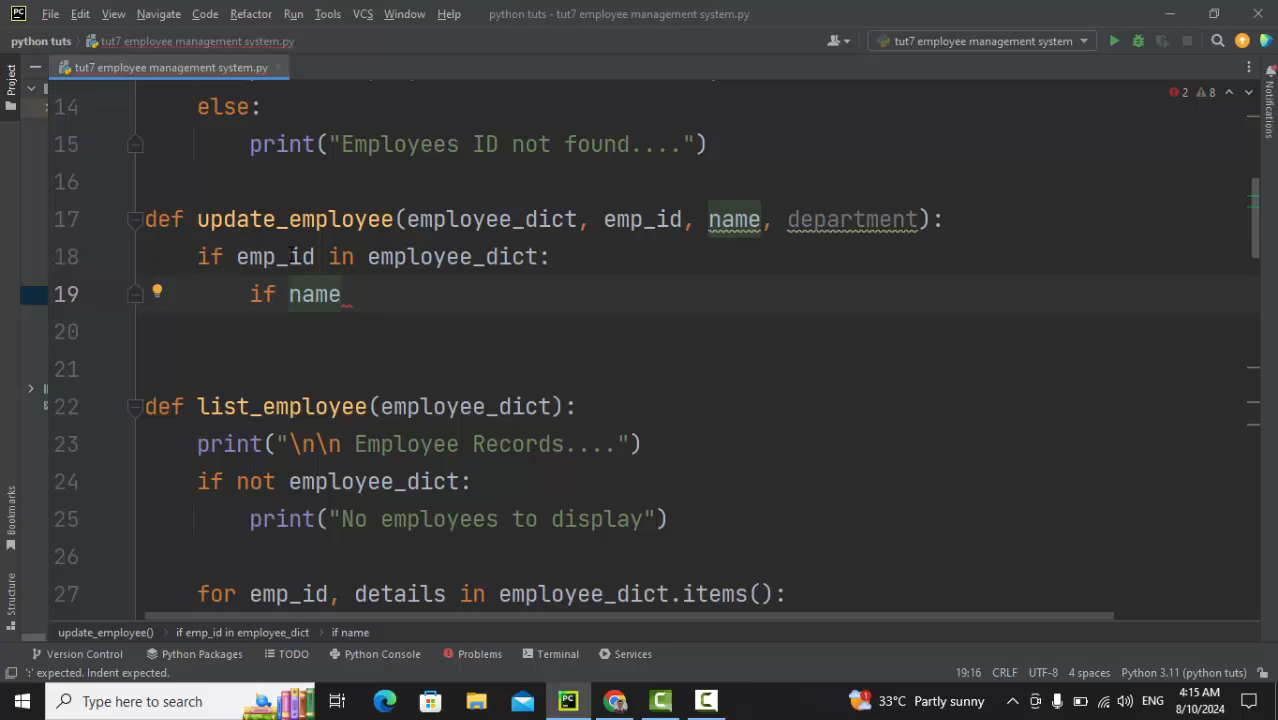 File Edit View Navigate Code Refactor Run Tools VCS Window Help python tuts - tut7 employee management system.py
python tuts tut7 employee management system.py tut7 employee management system
Project
tut7 employee management system.py
Notifications
2 8
14 else:
15 print("Employees ID not found....")
16
17 def update_employee(employee_dict, emp_id, name, department):
18 if emp_id in employee_dict:
19 if name
20
21
22 def list_employee(employee_dict):
23 print("\n\n Employee Records....")
24 if not employee_dict:
25 print("No employees to display")
26
27 for emp_id, details in employee_dict.items():
Bookmarks
Structure
update_employee() if emp_id in employee_dict if name
Version Control Python Packages TODO Python Console Problems Terminal Services
':' expected. Indent expected. 19:16 CRLF UTF-8 4 spaces Python 3.11 (python tuts)
Type here to search 33°C Partly sunny ENG 4:15 AM
8/10/2024